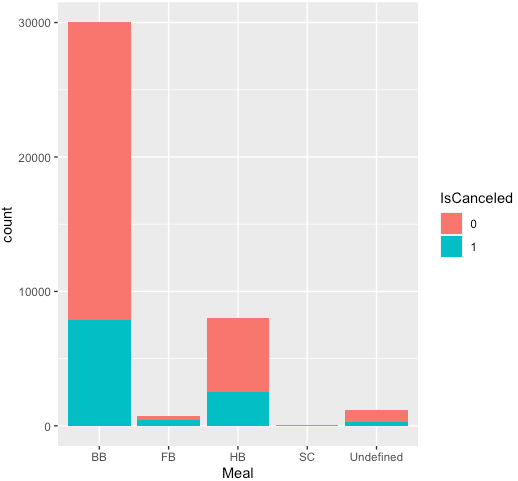 30000
20000
10000
0
count
BB FB HB SC Undefined
Meal
IsCanceled
0
1